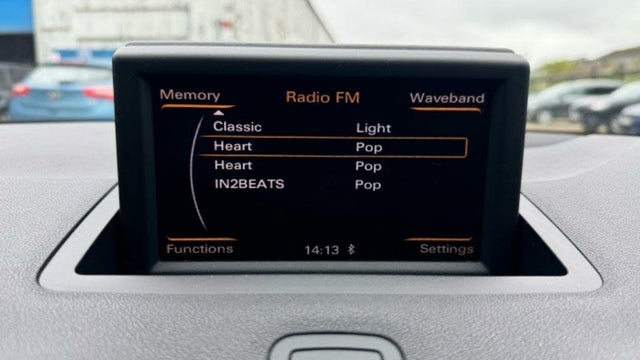 Memory Radio FM Waveband
Classic Light
Heart Pop
Heart Pop
IN2BEATS Pop
Functions 14:13 Settings